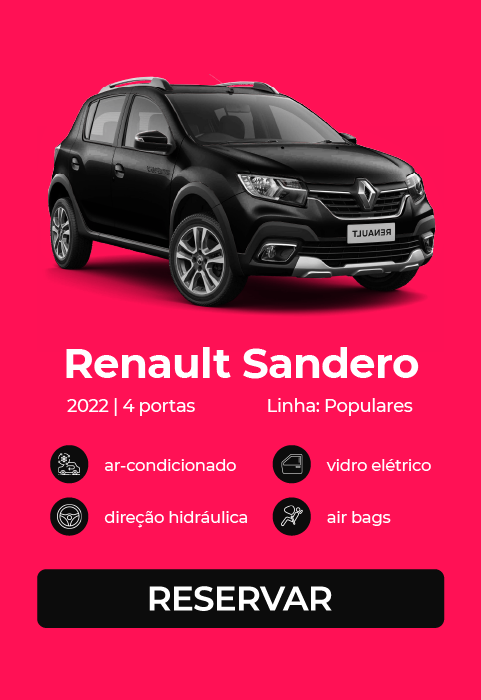 RENAULT
Renault Sandero
2022 | 4 portas
Linha: Populares
ar-condicionado
vidro elétrico
direção hidráulica
air bags
RESERVAR